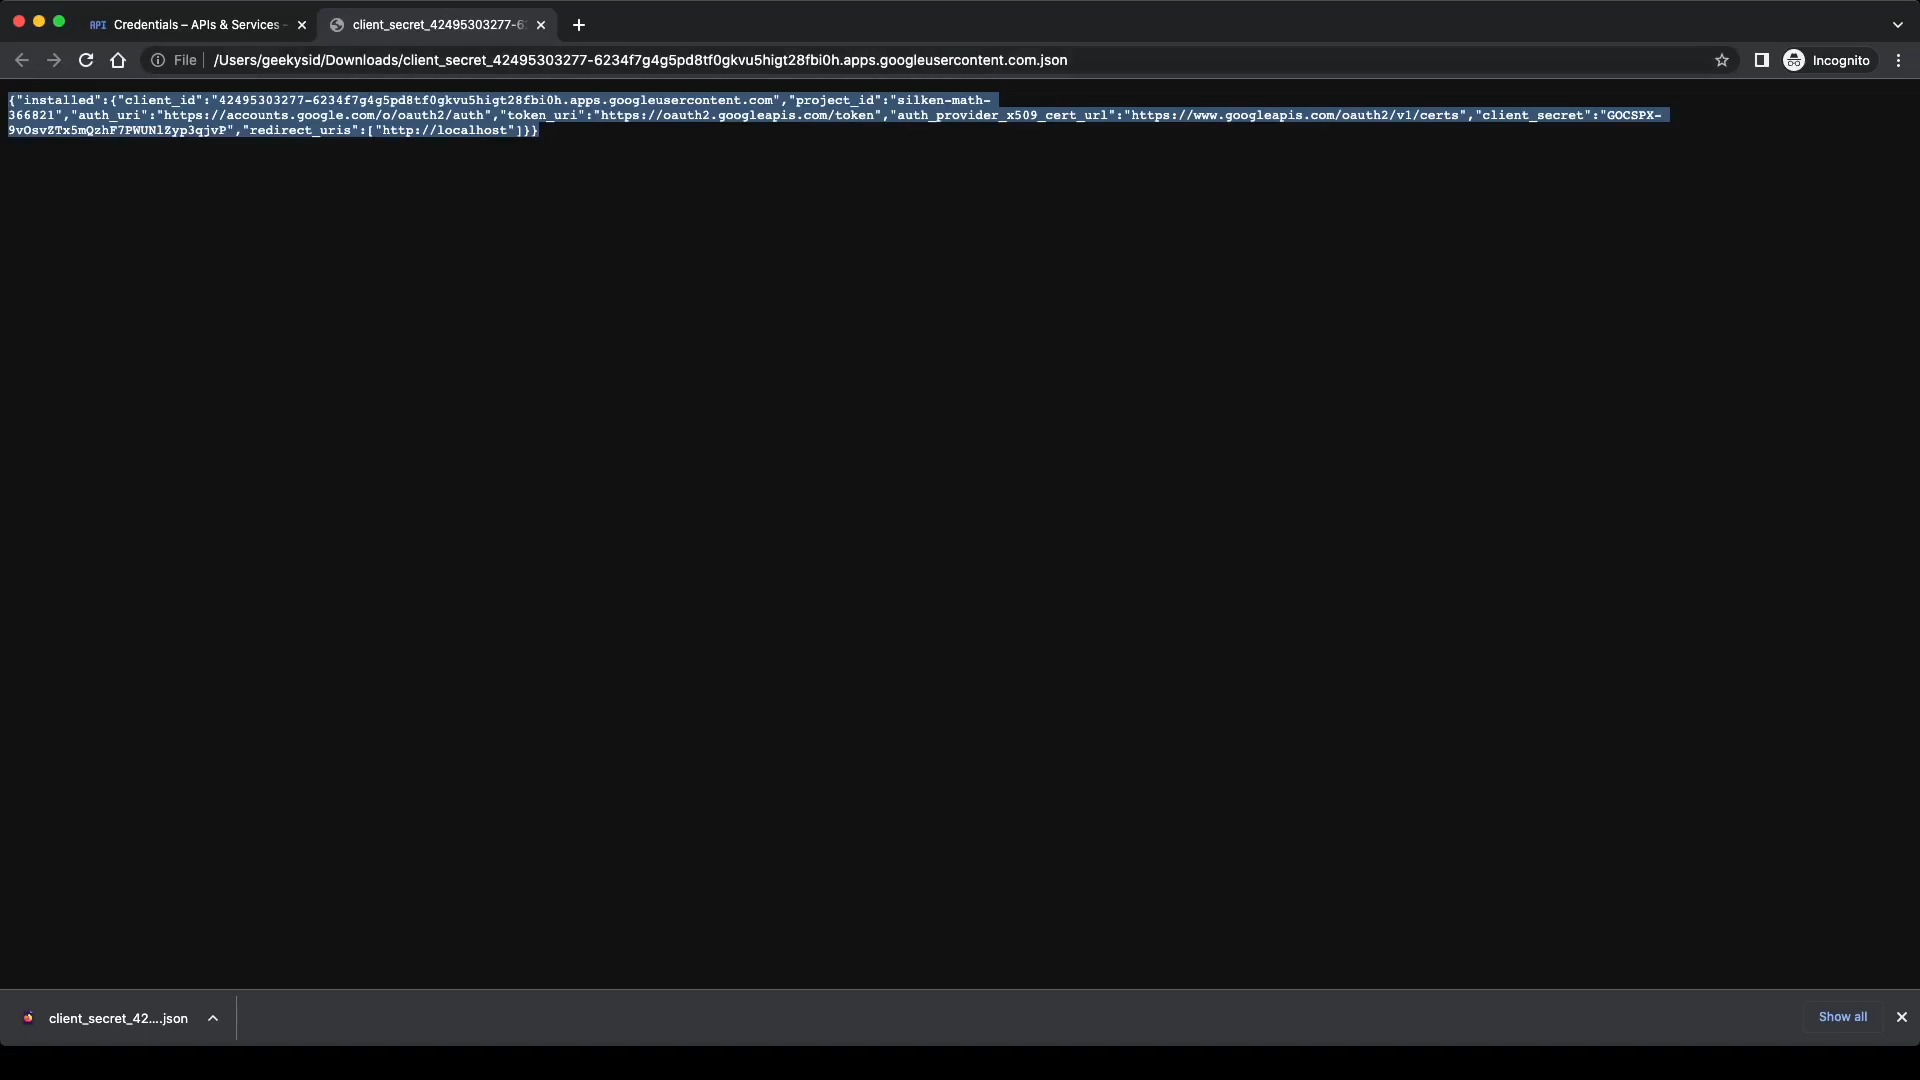 API Credentials – APIs & Services -
client_secret_42495303277-6
File /Users/geekysid/Downloads/client_secret_42495303277-6234f7g4g5pd8tf0gkvu5higt28fbi0h.apps.googleusercontent.com.json
Incognito
{"installed":{"client_id":"42495303277-6234f7g4g5pd8tf0gkvu5higt28fbi0h.apps.googleusercontent.com","project_id":"silken-math-
366821","auth_uri":"https://accounts.google.com/o/oauth2/auth","token_uri":"https://oauth2.googleapis.com/token","auth_provider_x509_cert_url":"https://www.googleapis.com/oauth2/v1/certs","client_secret":"GOCSPX-
9vOsvZTx5mQzhF7PWUNlZyp3qjvP","redirect_uris":["http://localhost"]}}
client_secret_42....json
Show all